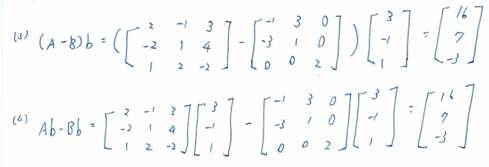 2 -1 3 -1 3 0 3 16
(5) (A-B)b = ([-2 1 4] - [-3 1 0]) [-1] = [7]
1 2 -2 0 0 2 1 -3
2 -1 3 3 -1 3 0 3 16
(6) Ab-Bb = [-2 1 4] [-1] - [-3 1 0] [-1] = [7]
1 2 -2 1 0 0 2 1 -3